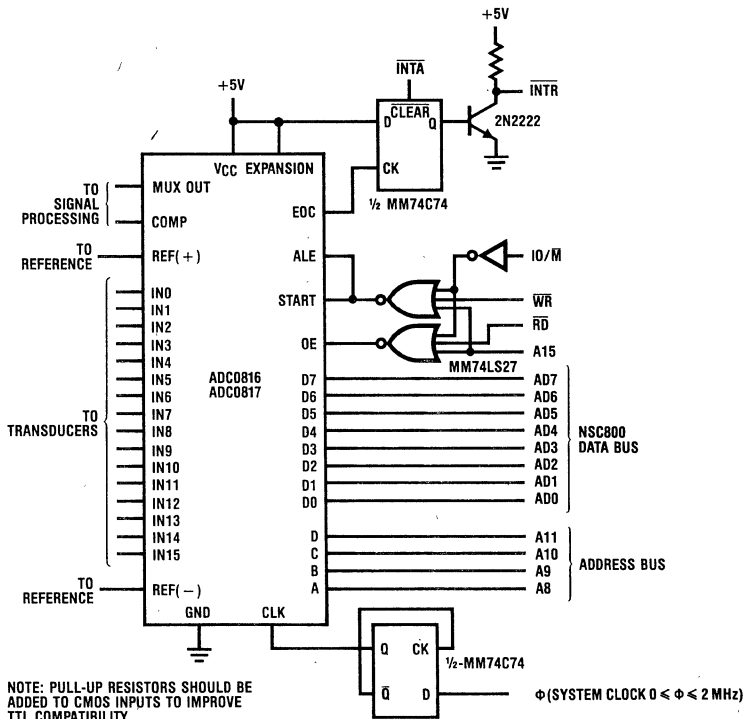 +5V
INTR
INTA
+5V
CLEAR
D
Q
2N2222
CK
VCC EXPANSION
½ MM74C74
TO SIGNAL PROCESSING
MUX OUT
COMP
EOC
TO REFERENCE
REF(+)
ALE
IO/M
START
WR
RD
OE
A15
MM74LS27
TO TRANSDUCERS
IN0
IN1
IN2
IN3
IN4
IN5
IN6
IN7
IN8
IN9
IN10
IN11
IN12
IN13
IN14
IN15
ADC0816
ADC0817
D7
D6
D5
D4
D3
D2
D1
D0
AD7
AD6
AD5
AD4
AD3
AD2
AD1
AD0
NSC800
DATA BUS
D
C
B
A
A11
A10
A9
A8
ADDRESS BUS
TO REFERENCE
REF(−)
GND
CLK
Q
CK
½-MM74C74
Q
D
Φ(SYSTEM CLOCK 0 ≤ Φ ≤ 2 MHz)
NOTE: PULL-UP RESISTORS SHOULD BE
ADDED TO CMOS INPUTS TO IMPROVE
TTL COMPATIBILITY